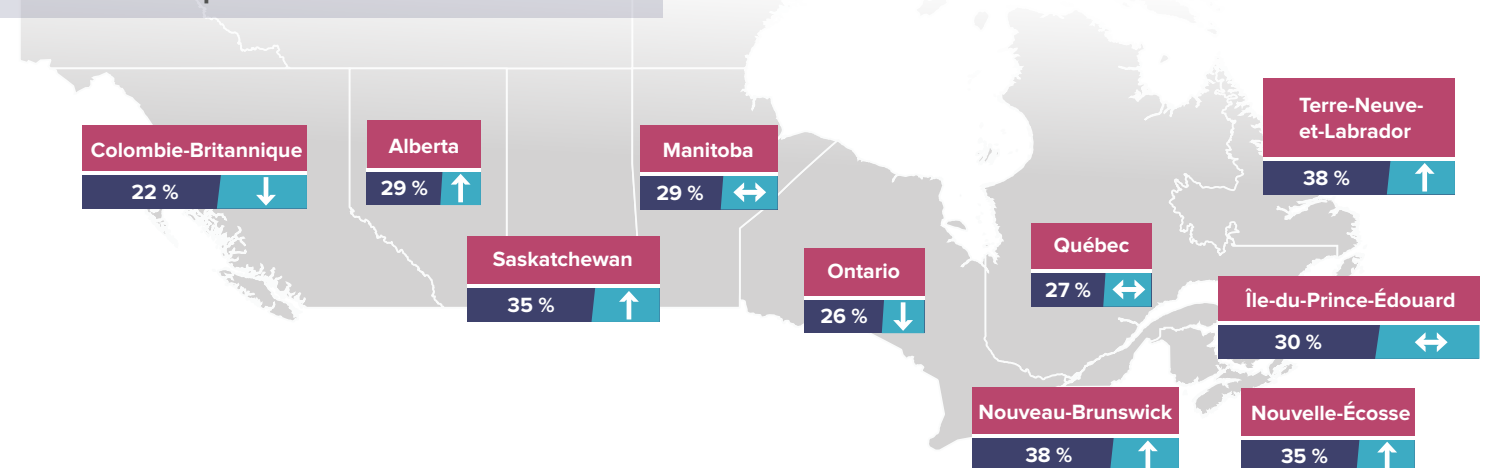 Colombie-Britannique
22 %
Alberta
29 %
Manitoba
29 %
Terre-Neuve-
et-Labrador
38 %
Saskatchewan
35 %
Ontario
26 %
Québec
27 %
Île-du-Prince-Édouard
30 %
Nouveau-Brunswick
38 %
Nouvelle-Écosse
35 %